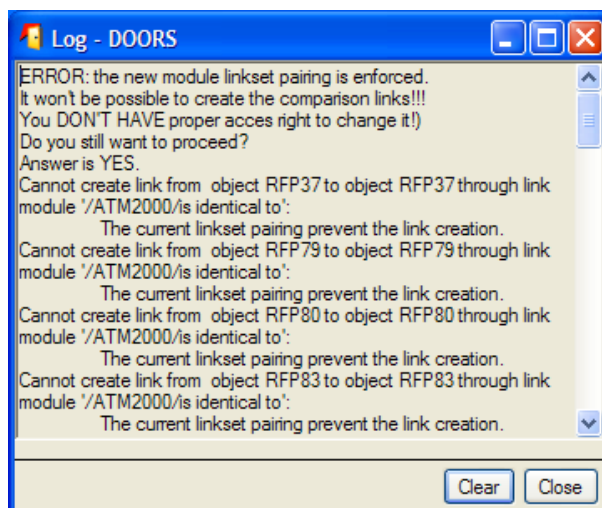 Log - DOORS
ERROR: the new module linkset pairing is enforced.
It won't be possible to create the comparison links!!!
You DON'T HAVE proper acces right to change it!)
Do you still want to proceed?
Answer is YES.
Cannot create link from  object RFP37 to object RFP37 through link
module '/ATM2000/is identical to':
The current linkset pairing prevent the link creation.
Cannot create link from  object RFP79 to object RFP79 through link
module '/ATM2000/is identical to':
The current linkset pairing prevent the link creation.
Cannot create link from  object RFP80 to object RFP80 through link
module '/ATM2000/is identical to':
The current linkset pairing prevent the link creation.
Cannot create link from  object RFP83 to object RFP83 through link
module '/ATM2000/is identical to':
The current linkset pairing prevent the link creation.
Clear Close